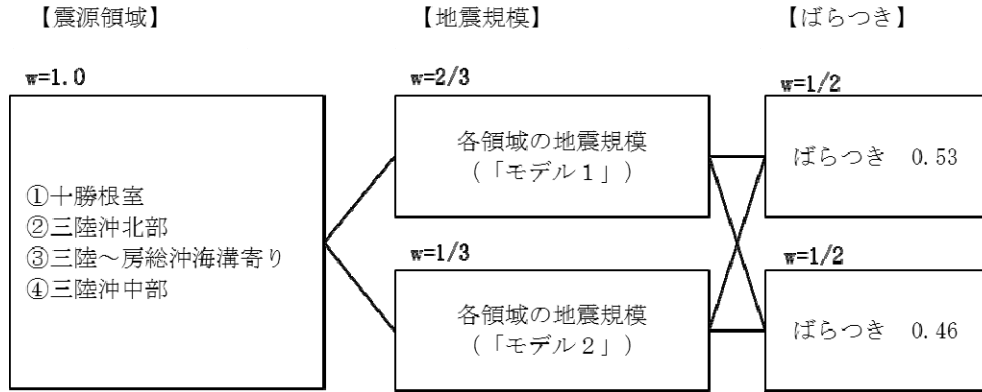 【震源領域】 【地震規模】 【ばらつき】
w=1.0
①十勝根室
②三陸沖北部
③三陸～房総沖海溝寄り
④三陸沖中部
w=2/3
各領域の地震規模
（「モデル１」）
w=1/3
各領域の地震規模
（「モデル２」）
w=1/2
ばらつき 0.53
w=1/2
ばらつき 0.46